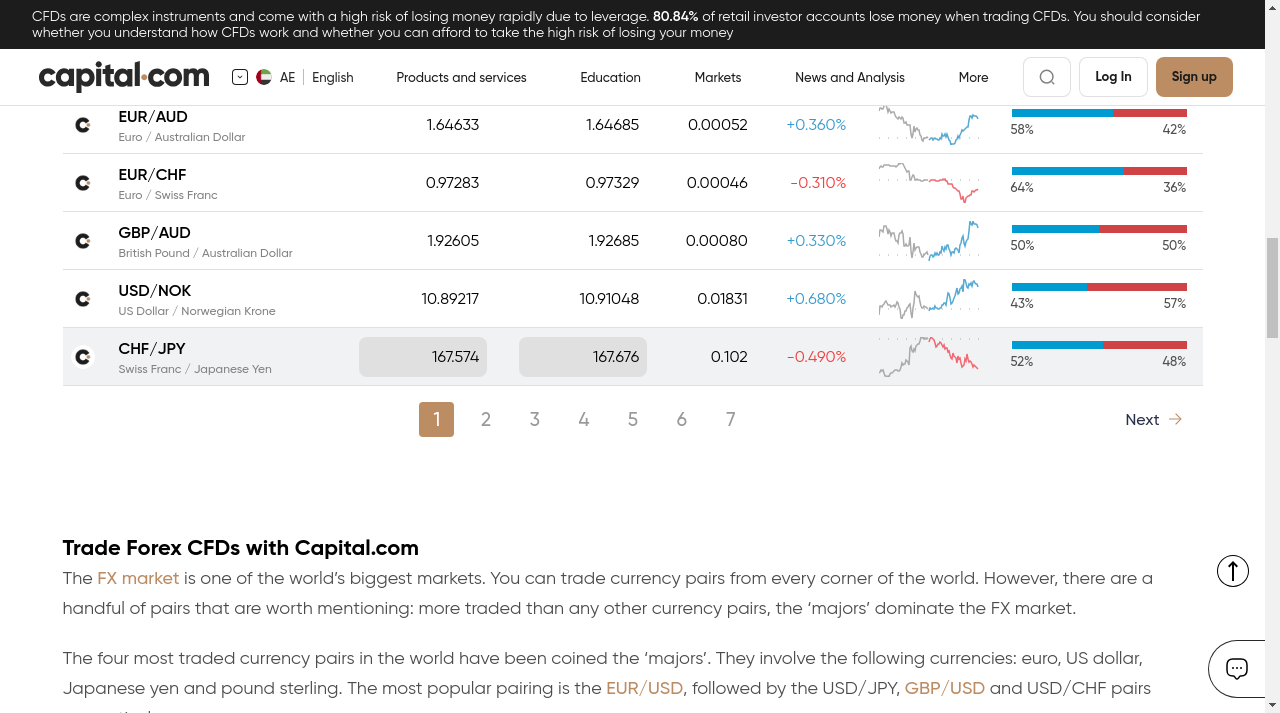 CFDs are complex instruments and come with a high risk of losing money rapidly due to leverage. 80.84% of retail investor accounts lose money when trading CFDs. You should consider
whether you understand how CFDs work and whether you can afford to take the high risk of losing your money
capital.com AE English Products and services Education Markets News and Analysis More Log In Sign up
EUR/AUD 1.64633 1.64685 0.00052 +0.360%
Euro / Australian Dollar 58% 42%
EUR/CHF 0.97283 0.97329 0.00046 -0.310%
Euro / Swiss Franc 64% 36%
GBP/AUD 1.92605 1.92685 0.00080 +0.330%
British Pound / Australian Dollar 50% 50%
USD/NOK 10.89217 10.91048 0.01831 +0.680%
US Dollar / Norwegian Krone 43% 57%
CHF/JPY 167.574 167.676 0.102 -0.490%
Swiss Franc / Japanese Yen 52% 48%
1 2 3 4 5 6 7 Next
Trade Forex CFDs with Capital.com
The FX market is one of the world’s biggest markets. You can trade currency pairs from every corner of the world. However, there are a
handful of pairs that are worth mentioning: more traded than any other currency pairs, the ‘majors’ dominate the FX market.
The four most traded currency pairs in the world have been coined the ‘majors’. They involve the following currencies: euro, US dollar,
Japanese yen and pound sterling. The most popular pairing is the EUR/USD, followed by the USD/JPY, GBP/USD and USD/CHF pairs